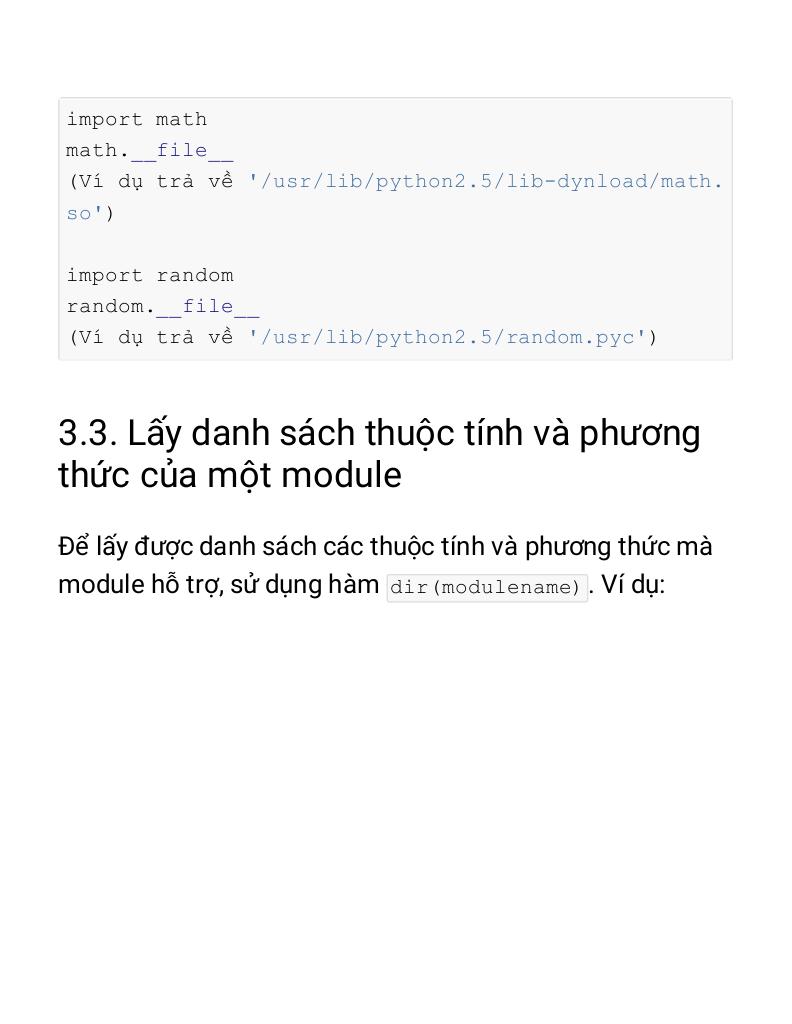 import math
math.__file__
(Ví dụ trả về '/usr/lib/python2.5/lib-dynload/math.
so')

import random
random.__file__
(Ví dụ trả về '/usr/lib/python2.5/random.pyc')
3.3. Lấy danh sách thuộc tính và phương
thức của một module
Để lấy được danh sách các thuộc tính và phương thức mà
module hỗ trợ, sử dụng hàm dir(modulename). Ví dụ: